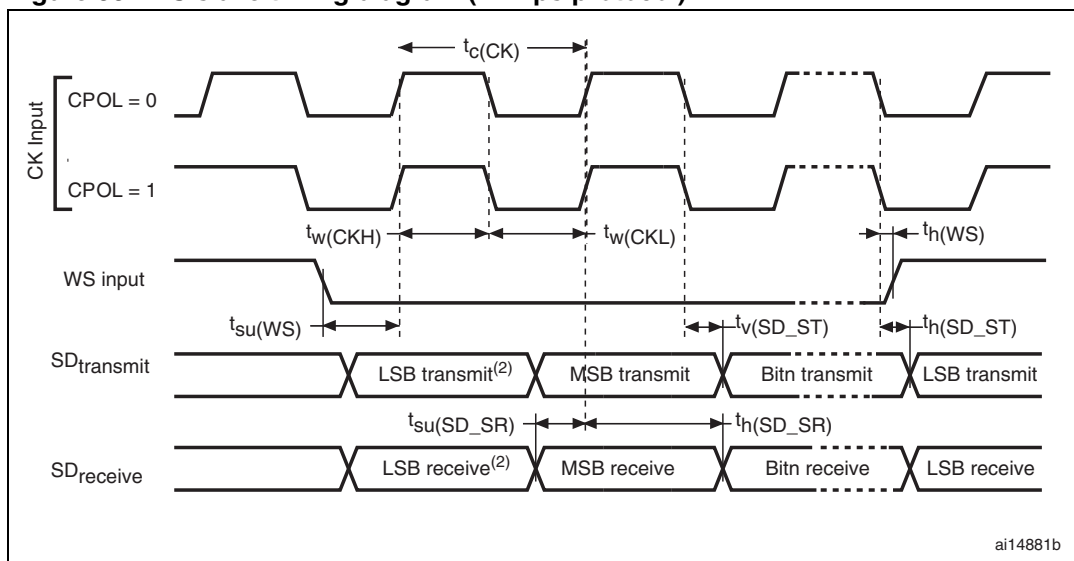 tc(CK)
CK Input
CPOL = 0
CPOL = 1
tw(CKH)
tw(CKL)
th(WS)
WS input
tsu(WS)
tv(SD_ST)
th(SD_ST)
SDtransmit
LSB transmit(2)
MSB transmit
Bitn transmit
LSB transmit
tsu(SD_SR)
th(SD_SR)
SDreceive
LSB receive(2)
MSB receive
Bitn receive
LSB receive
ai14881b